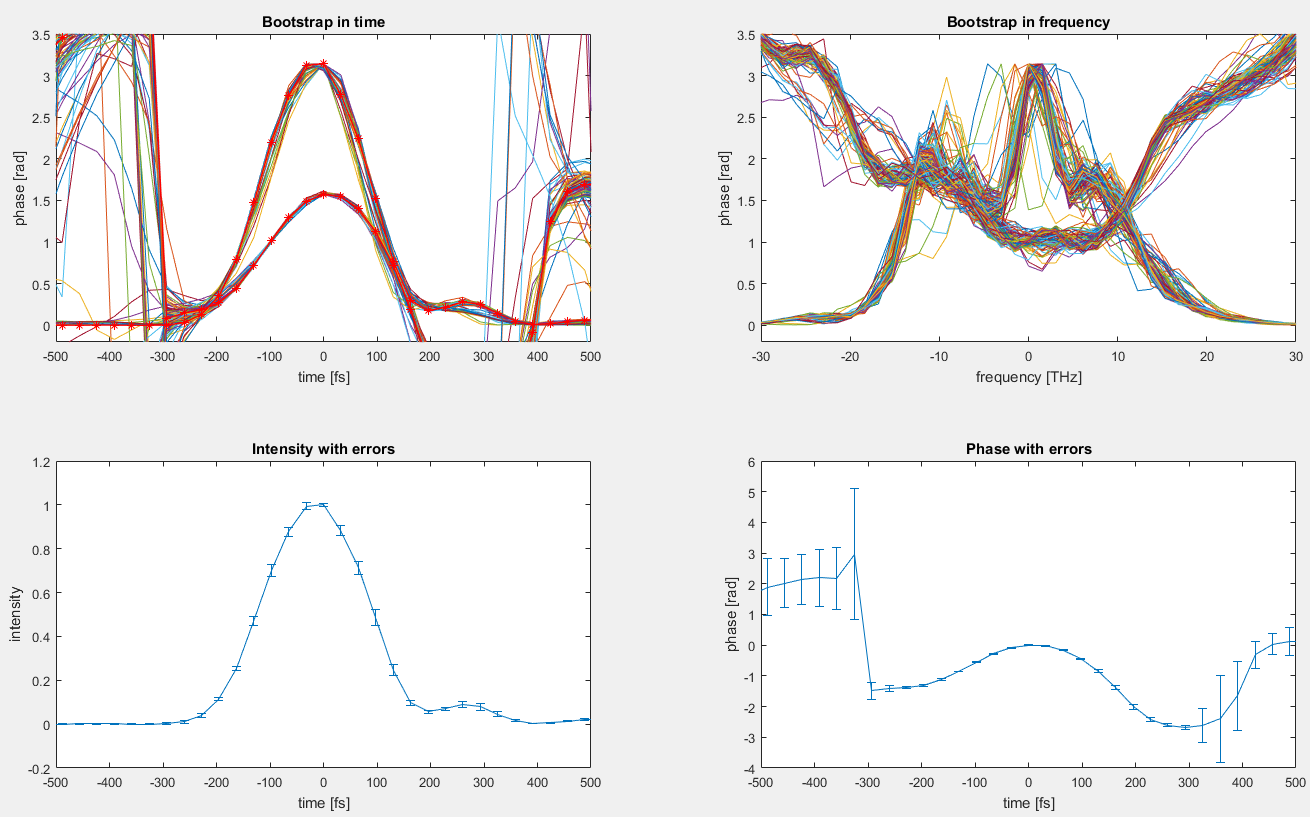 Bootstrap in time
3.5
3
2.5
2
1.5
1
0.5
0
phase [rad]
-500 -400 -300 -200 -100 0 100 200 300 400 500
time [fs]
Bootstrap in frequency
3.5
3
2.5
2
1.5
1
0.5
0
phase [rad]
-30 -20 -10 0 10 20 30
frequency [THz]
Intensity with errors
1.2
1
0.8
0.6
0.4
0.2
0
-0.2
intensity
-500 -400 -300 -200 -100 0 100 200 300 400 500
time [fs]
Phase with errors
6
5
4
3
2
1
0
-1
-2
-3
-4
phase [rad]
-500 -400 -300 -200 -100 0 100 200 300 400 500
time [fs]